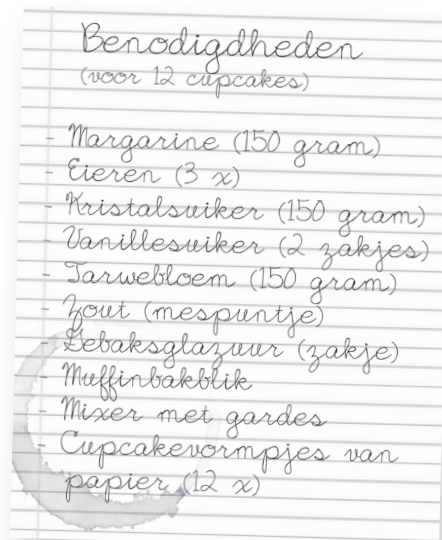 Benodigdheden
(voor 12 cupcakes)
- Margarine (150 gram)
- Eieren (3 x)
- Kristalsuiker (150 gram)
- Vanillesuiker (2 zakjes)
- Tarwebloem (150 gram)
- Zout (mespuntje)
- Gebaksglazuur (zakje)
- Muffinbakblik
- Mixer met gardes
- Cupcakevormpjes van
papier (12 x)